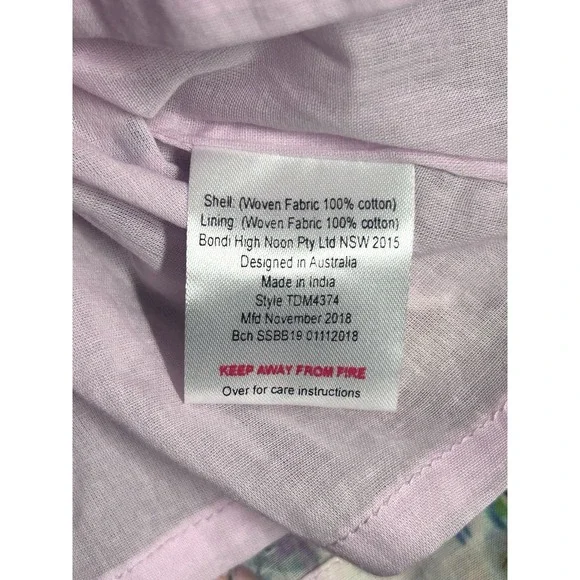 Shell: (Woven Fabric 100% cotton)
Lining: (Woven Fabric 100% cotton)
Bondi High Noon Pty Ltd NSW 2015
Designed in Australia
Made in India
Style TDM4374
Mfd November 2018
Bch SSBB19 01112018
KEEP AWAY FROM FIRE
Over for care instructions